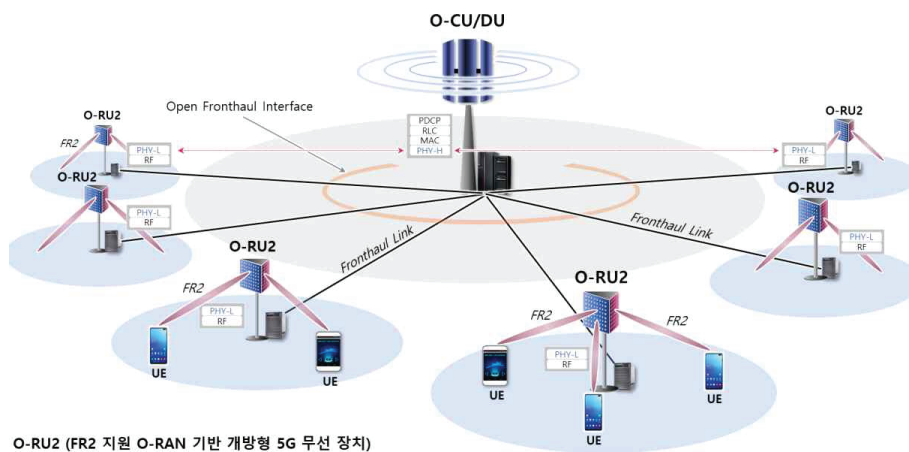 O-CU/DU
Open Fronthaul Interface
PDCP
RLC
MAC
PHY-H
O-RU2
FR2
PHY-L
RF
O-RU2
PHY-L
RF
O-RU2
PHY-L
RF
O-RU2
PHY-L
RF
Fronthaul Link
Fronthaul Link
O-RU2
FR2
PHY-L
RF
UE
UE
O-RU2
FR2
PHY-L
RF
UE
UE
UE
O-RU2 (FR2 지원 O-RAN 기반 개방형 5G 무선 장치)